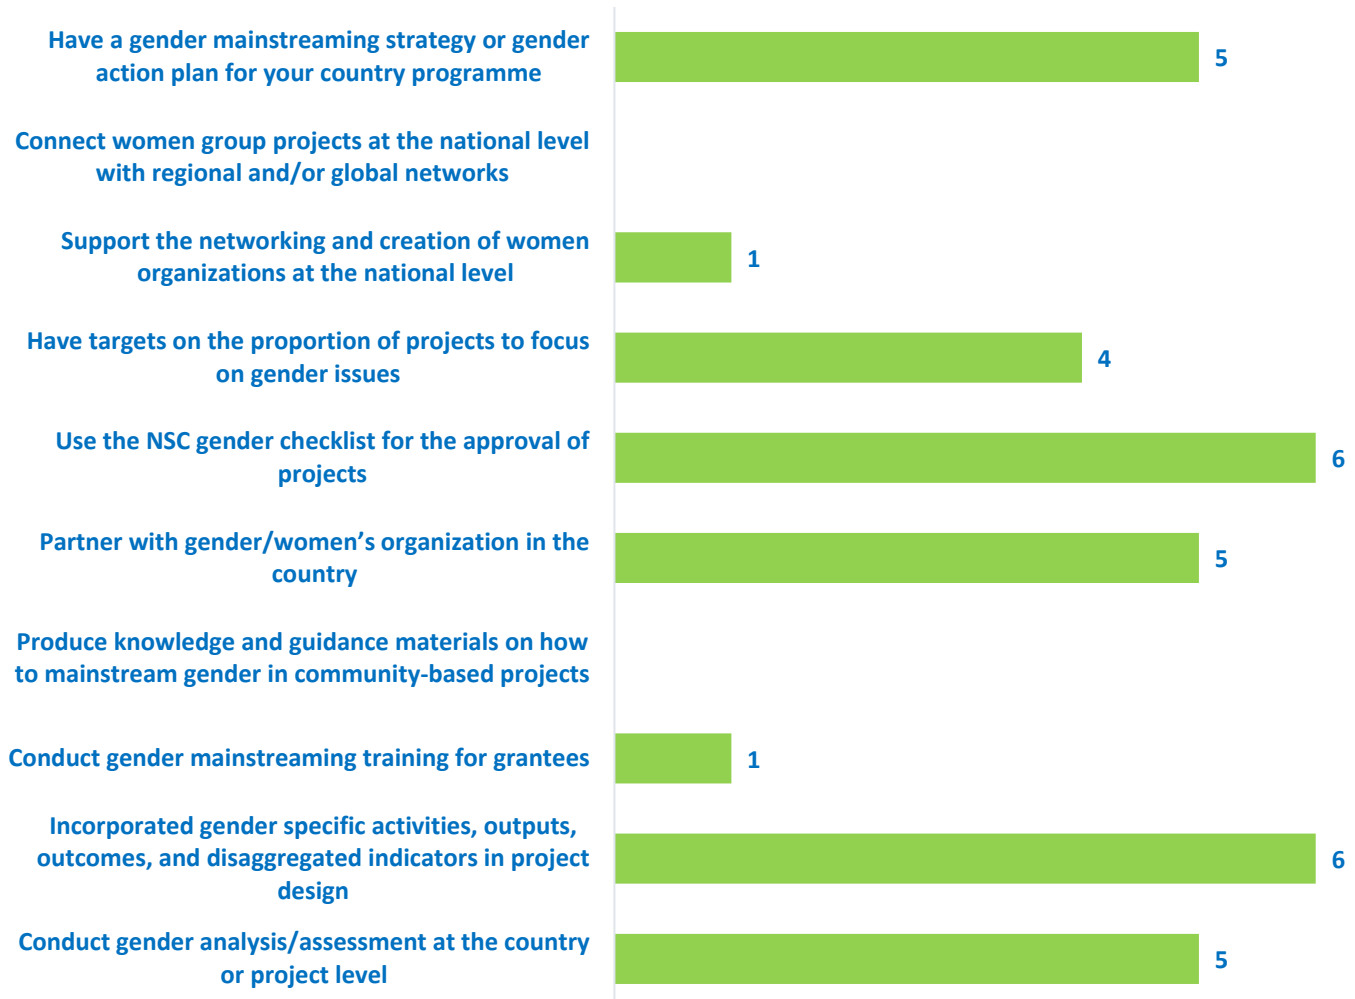 Have a gender mainstreaming strategy or gender
action plan for your country programme
5
Connect women group projects at the national level
with regional and/or global networks
Support the networking and creation of women
organizations at the national level
1
Have targets on the proportion of projects to focus
on gender issues
4
Use the NSC gender checklist for the approval of
projects
6
Partner with gender/women’s organization in the
country
5
Produce knowledge and guidance materials on how
to mainstream gender in community-based projects
Conduct gender mainstreaming training for grantees
1
Incorporated gender specific activities, outputs,
outcomes, and disaggregated indicators in project
design
6
Conduct gender analysis/assessment at the country
or project level
5